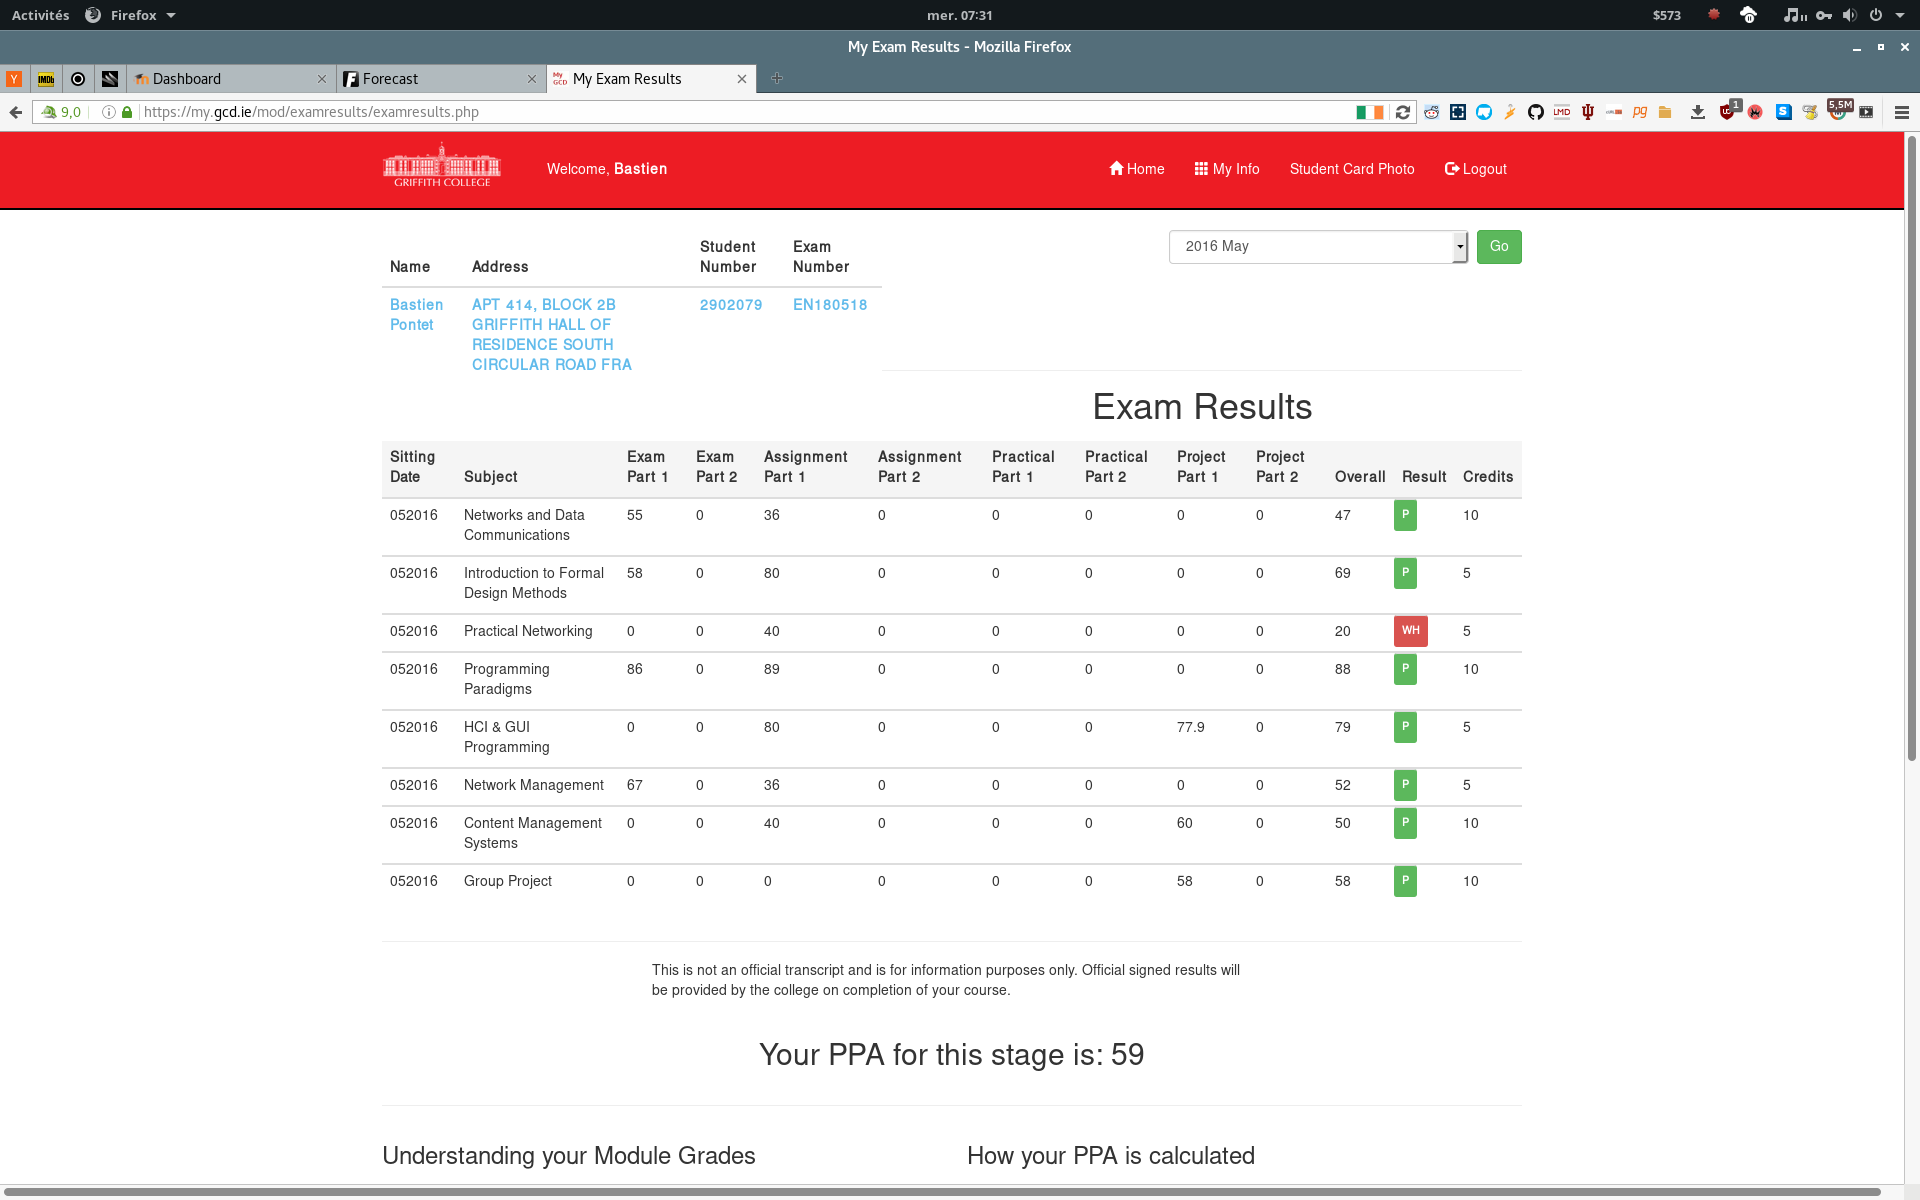 Activités Firefox mer. 07:31 $573
My Exam Results - Mozilla Firefox
Y IMDb Dashboard Forecast My GCD My Exam Results
9,0 https://my.gcd.ie/mod/examresults/examresults.php LMD pg 1 S 5,5M
GRIFFITH COLLEGE Welcome, Bastien Home My Info Student Card Photo Logout
Name Address Student Number Exam Number 2016 May Go
Bastien Pontet APT 414, BLOCK 2B 2902079 EN180518
GRIFFITH HALL OF
RESIDENCE SOUTH
CIRCULAR ROAD FRA
Exam Results
Sitting Date Subject Exam Part 1 Exam Part 2 Assignment Part 1 Assignment Part 2 Practical Part 1 Practical Part 2 Project Part 1 Project Part 2 Overall Result Credits
052016 Networks and Data Communications 55 0 36 0 0 0 0 0 47 P 10
052016 Introduction to Formal Design Methods 58 0 80 0 0 0 0 0 69 P 5
052016 Practical Networking 0 0 40 0 0 0 0 0 20 WH 5
052016 Programming Paradigms 86 0 89 0 0 0 0 0 88 P 10
052016 HCI & GUI Programming 0 0 80 0 0 0 77.9 0 79 P 5
052016 Network Management 67 0 36 0 0 0 0 0 52 P 5
052016 Content Management Systems 0 0 40 0 0 0 60 0 50 P 10
052016 Group Project 0 0 0 0 0 0 58 0 58 P 10
This is not an official transcript and is for information purposes only. Official signed results will
be provided by the college on completion of your course.
Your PPA for this stage is: 59
Understanding your Module Grades How your PPA is calculated